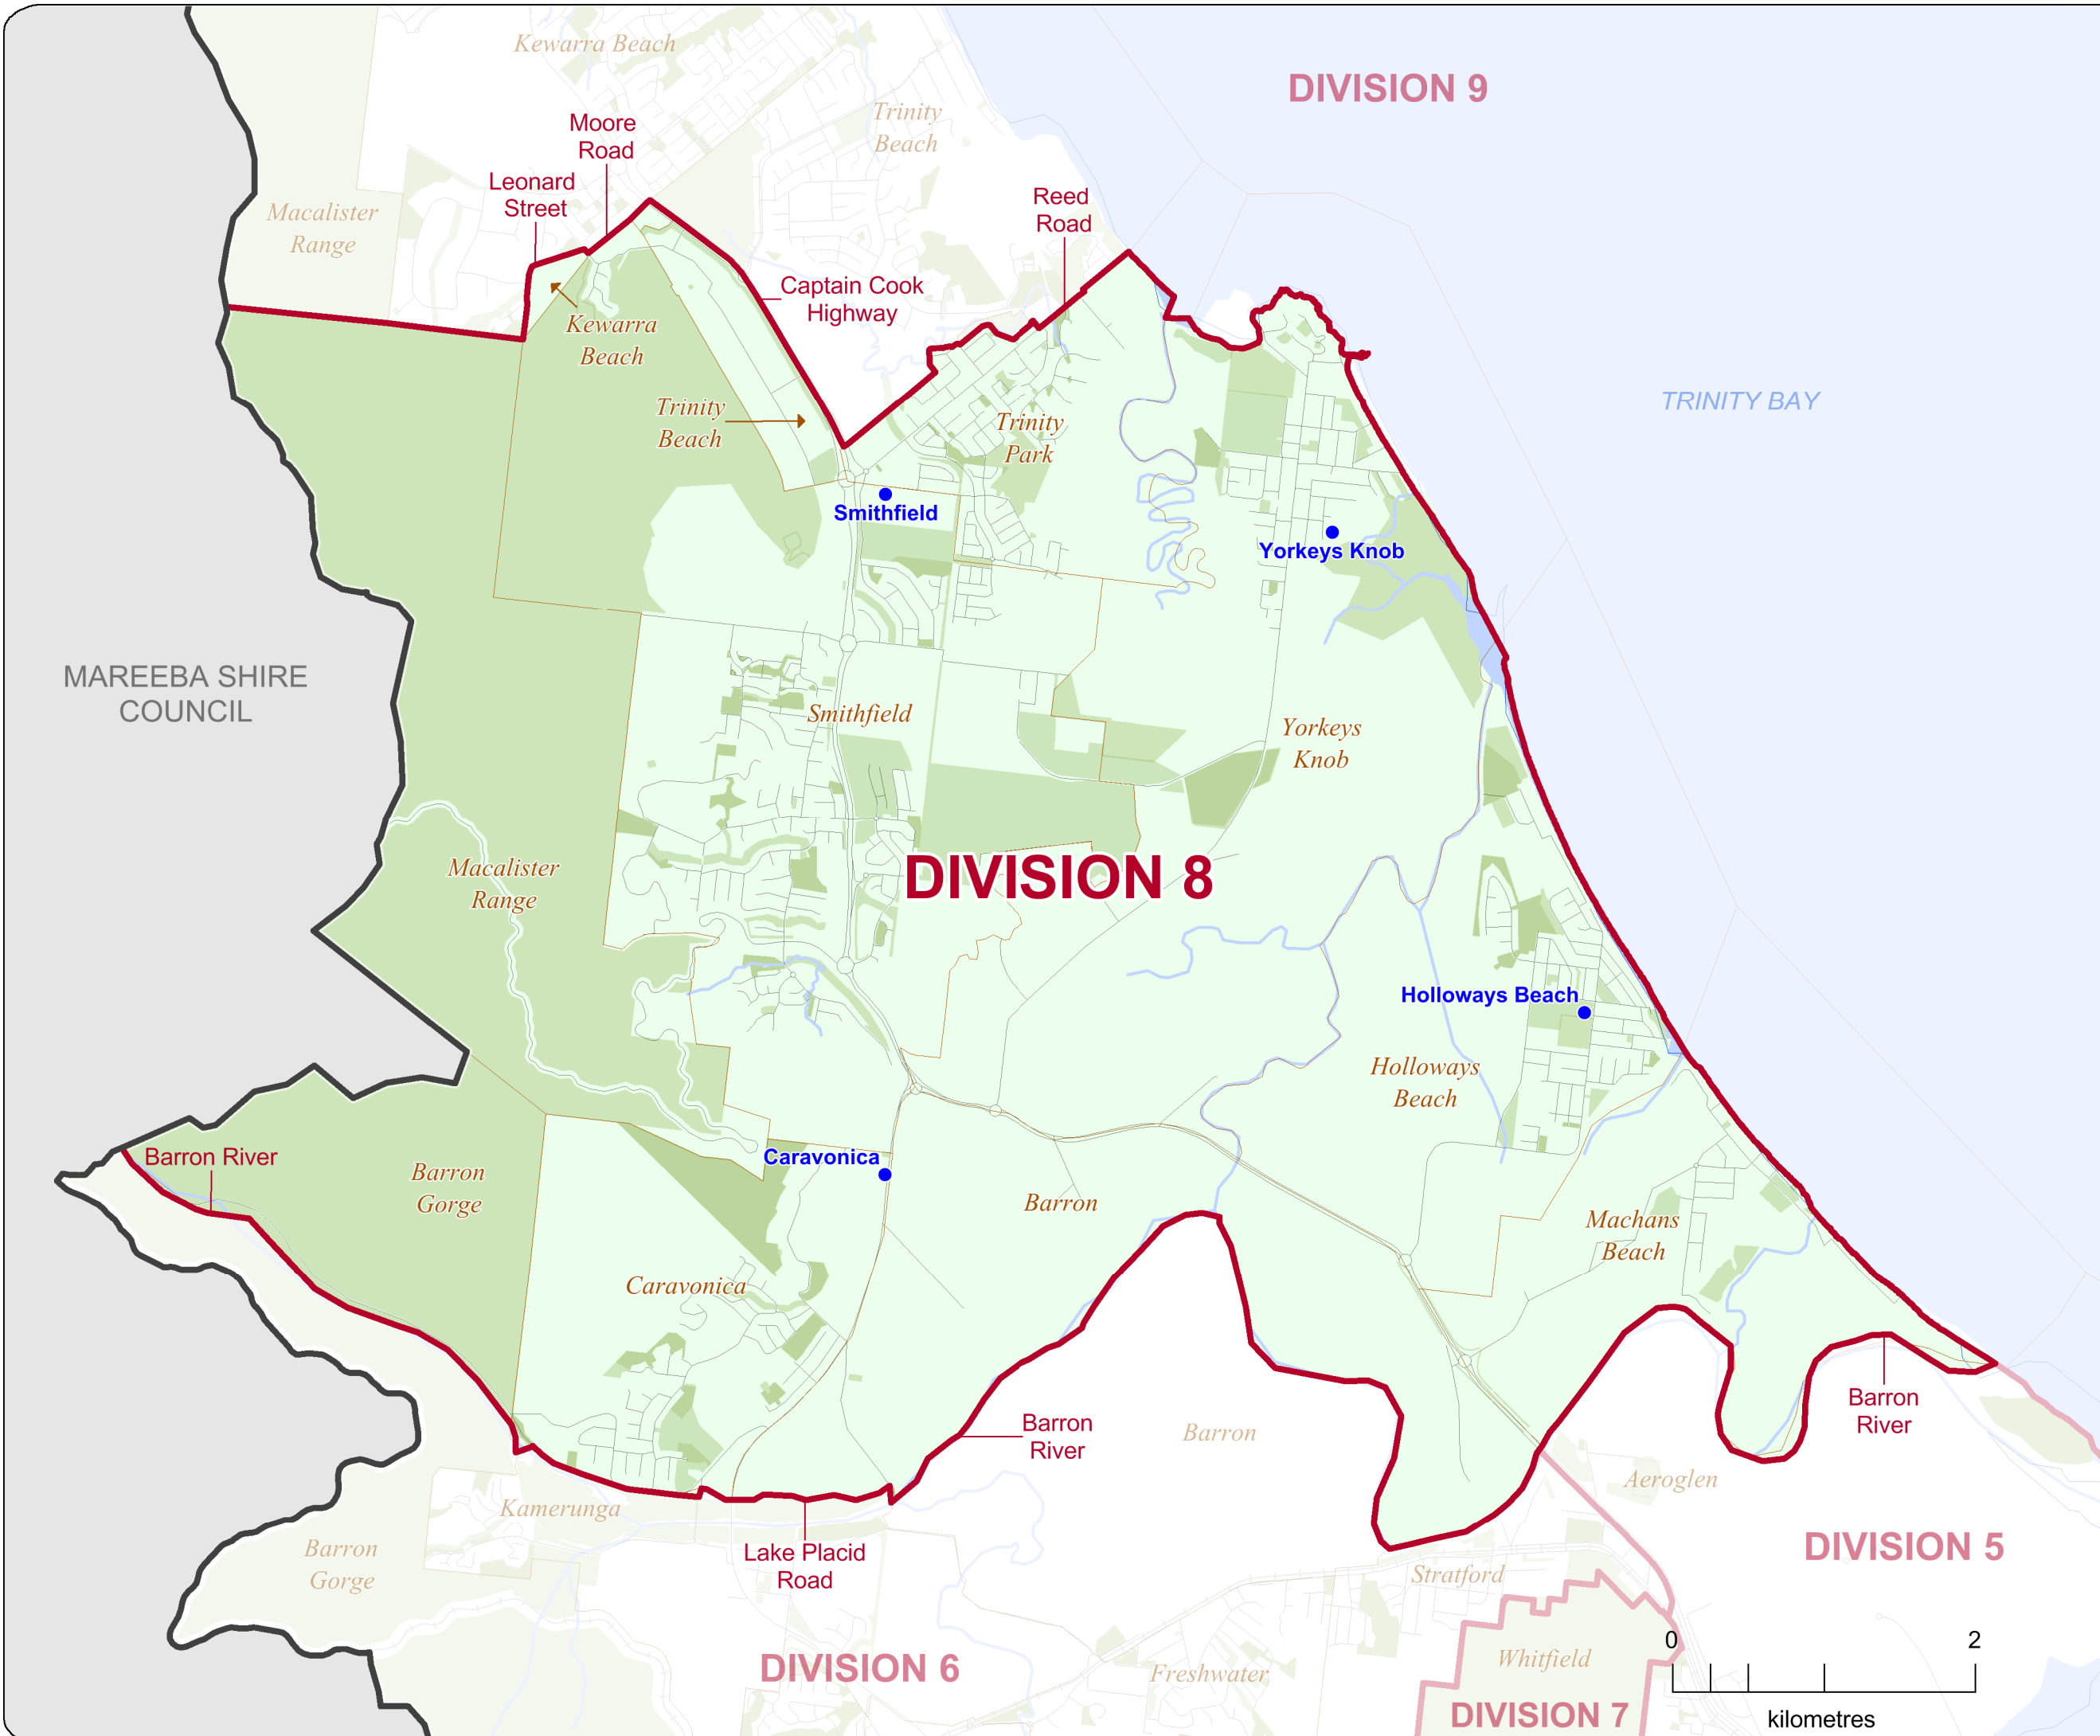 Kewarra Beach
DIVISION 9
Trinity
Beach
Moore
Road
Leonard
Street
Reed
Road
Macalister
Range
Captain Cook
Highway
Kewarra
Beach
TRINITY BAY
Trinity
Beach
Trinity
Park
Smithfield
Yorkeys Knob
MAREEBA SHIRE
COUNCIL
Smithfield
Yorkeys
Knob
Macalister
Range
DIVISION 8
Holloways Beach
Holloways
Beach
Barron River
Caravonica
Barron
Gorge
Barron
Machans
Beach
Caravonica
Barron
River
Barron
River
Barron
Aeroglen
Kamerunga
Barron
Gorge
Lake Placid
Road
DIVISION 5
Stratford
DIVISION 6
Freshwater
Whitfield
DIVISION 7
0 2
kilometres